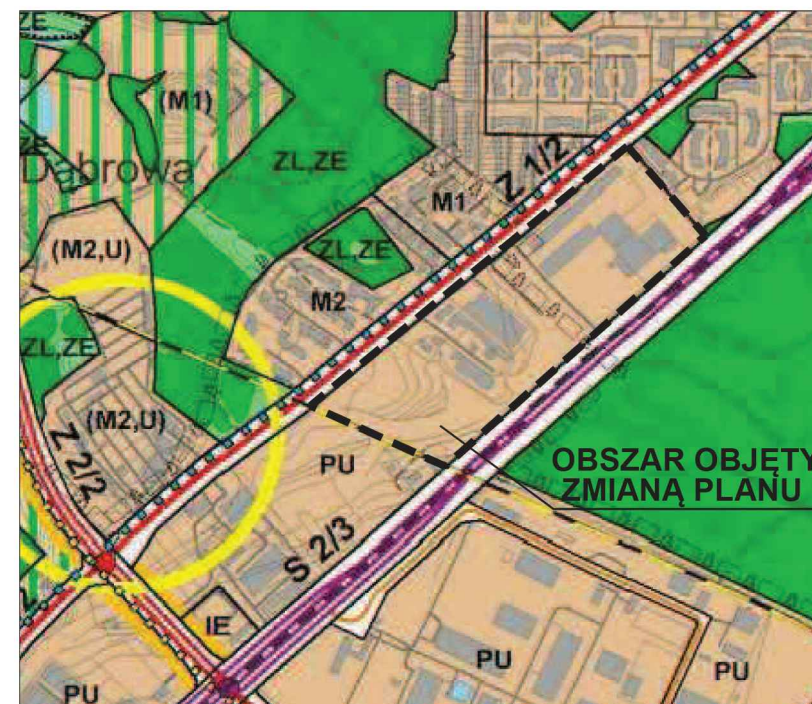 ZE
(M1)
ZE
Dąbrowa
ZL,ZE
Z 1/2
M1
(M2,U)
ZL,ZE
M2
ZL,ZE
(M2,U)
Z 2/2
PU
OBSZAR OBJĘTY
ZMIANĄ PLANU
S 2/3
IE
PU
PU
PU